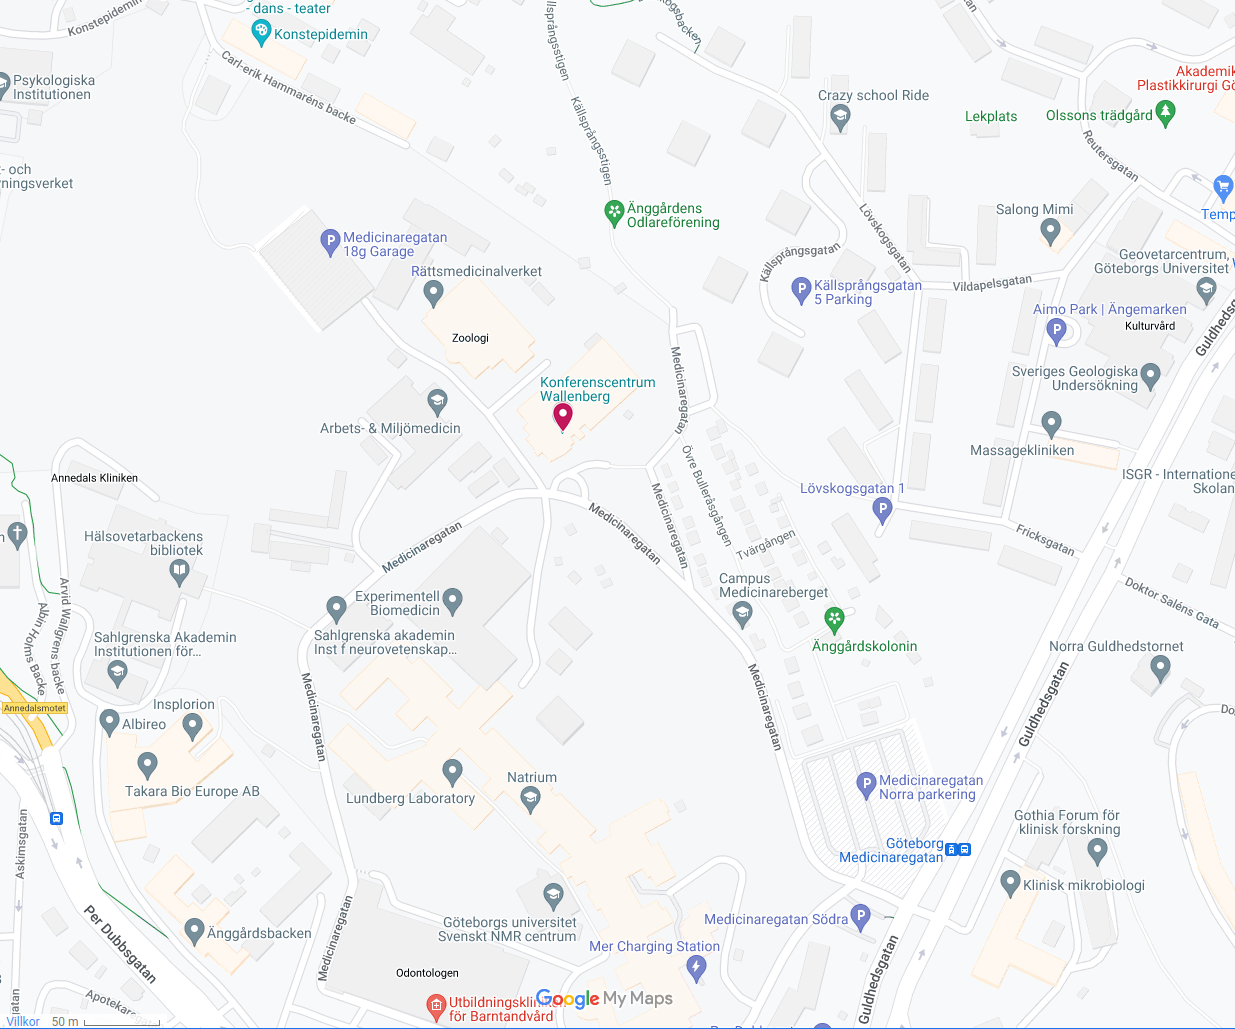 - dans - teater
Konstepidemin
Konstepidemin
Källsprångsstigen
Källsprångsstigen
Psykologiska
Institutionen
Carl-erik Hammaréns backe
Crazy school Ride
Lekplats
Olssons trädgård
Akademik
Plastikkirurgi Gö
Reutersgatan
- och
ningsverket
Änggårdens
Odlareförening
Medicinaregatan
18g Garage
Rättsmedicinalverket
Zoologi
Källsprångsgatan
Lövskogsgatan
Källsprångsgatan
5 Parking
Salong Mimi
Temp
Geovetarcentrum,
Göteborgs Universitet
Vildapelsgatan
Aimo Park | Ängemarken
Kulturvård
Guldhedsg
Sveriges Geologiska
Undersökning
Konferenscentrum
Wallenberg
Medicinaregatan
Arbets- & Miljömedicin
Massagekliniken
Annedals Kliniken
ISGR - Internatione
Skolan
Lövskogsgatan 1
Övre Bulleråsgången
Medicinaregatan
Medicinaregatan
Medicinaregatan
Tvärgången
Fricksgatan
Hälsovetarbackens
bibliotek
Campus
Medicinareberget
Doktor Saléns Gata
Experimentell
Biomedicin
Arvid Wallgrens backe
Albin Holms Backe
Sahlgrenska Akademin
Institutionen för...
Sahlgrenska akademin
Inst f neurovetenskap...
Änggårdskolonin
Norra Guldhedstornet
Guldhedsgatan
Medicinaregatan
Medicinaregatan
Annedalsmotet
Albireo
Insplorion
Takara Bio Europe AB
Natrium
Lundberg Laboratory
Medicinaregatan
Norra parkering
Göteborg
Medicinaregatan
Gothia Forum för
klinisk forskning
Klinisk mikrobiologi
Askimsgatan
Per Dubbsgatan
Änggårdsbacken
Medicinaregatan
Göteborgs universitet
Svenskt NMR centrum
Medicinaregatan Södra
Mer Charging Station
Guldhedsgatan
Odontologen
Utbildningskliniken
för Barntandvård
Google My Maps
Apotekare
Villkor
50 m